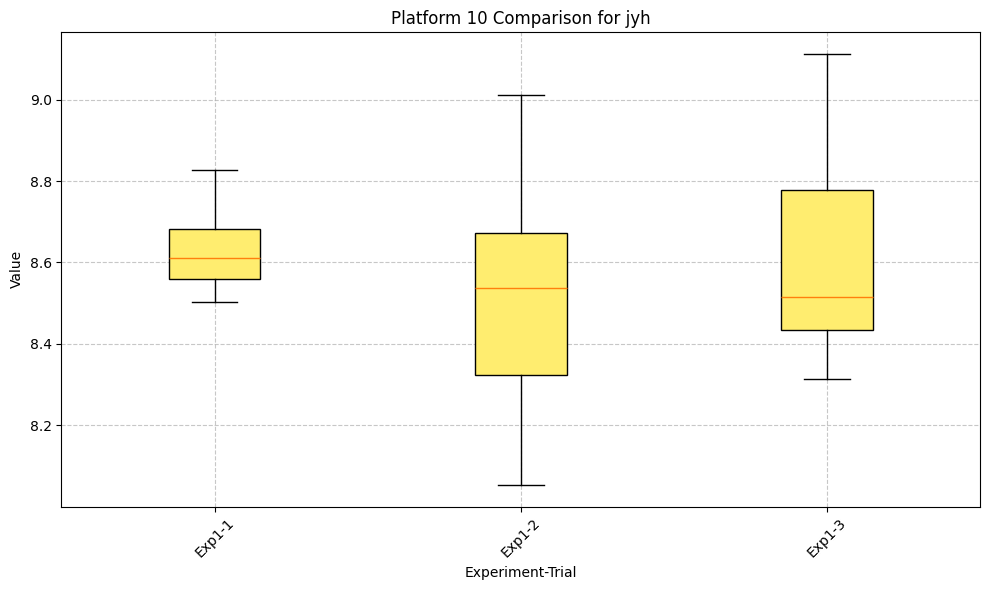 Platform 10 Comparison for jyh
Value
9.0
8.8
8.6
8.4
8.2
Exp1-1
Exp1-2
Exp1-3
Experiment-Trial